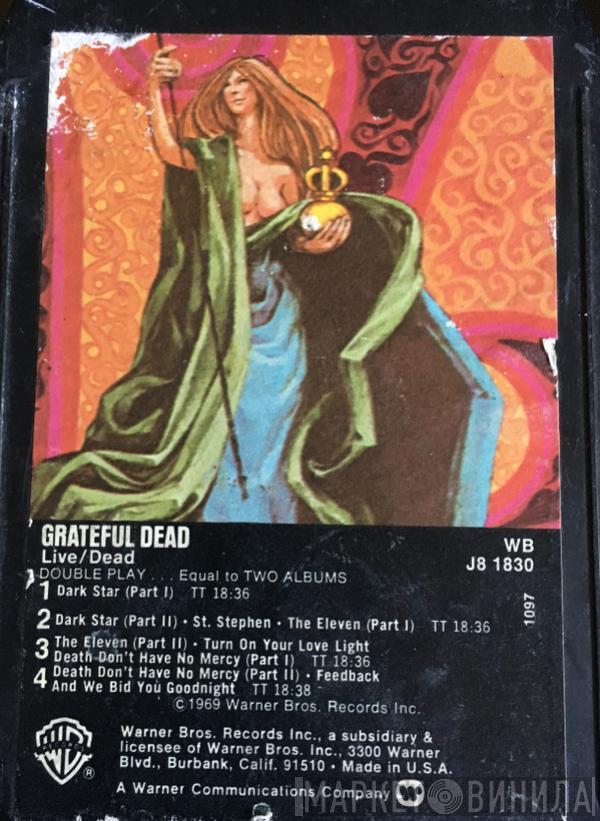 GRATEFUL DEAD
Live/Dead
WB
J8 1830
DOUBLE PLAY . . . Equal to TWO ALBUMS
1 Dark Star (Part I) TT 18:36
2 Dark Star (Part II) • St. Stephen • The Eleven (Part I) TT 18:36
1097
3 The Eleven (Part II) • Turn On Your Love Light
Death Don't Have No Mercy (Part I) TT 18:36
4 Death Don't Have No Mercy (Part II) • Feedback
And We Bid You Goodnight TT 18:38
©1969 Warner Bros. Records Inc.
WB RECORDS ®
Warner Bros. Records Inc., a subsidiary &
licensee of Warner Bros. Inc., 3300 Warner
Blvd., Burbank, Calif. 91510 • Made in U.S.A.
A Warner Communications Company
МАРКЕТ ВИНИЛА